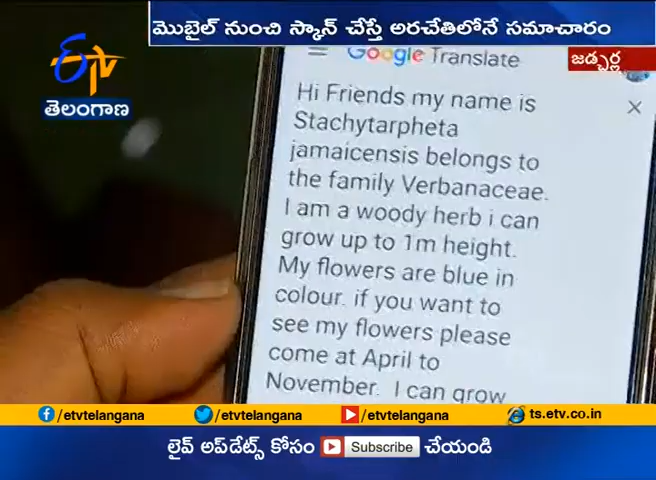 మొబైల్ నుంచి స్కాన్ చేస్తే అరచేతిలోనే సమాచారం
జడ్చర్ల
ETV
తెలంగాణ
Google Translate
Hi Friends my name is
Stachytarpheta
jamaicensis belongs to
the family Verbanaceae.
I am a woody herb i can
grow up to 1m height.
My flowers are blue in
colour. if you want to
see my flowers please
come at April to
November. I can grow
/etvtelangana
/etvtelangana
/etvtelangana
ts.etv.co.in
లైవ్ అప్‌డేట్స్ కోసం Subscribe చేయండి